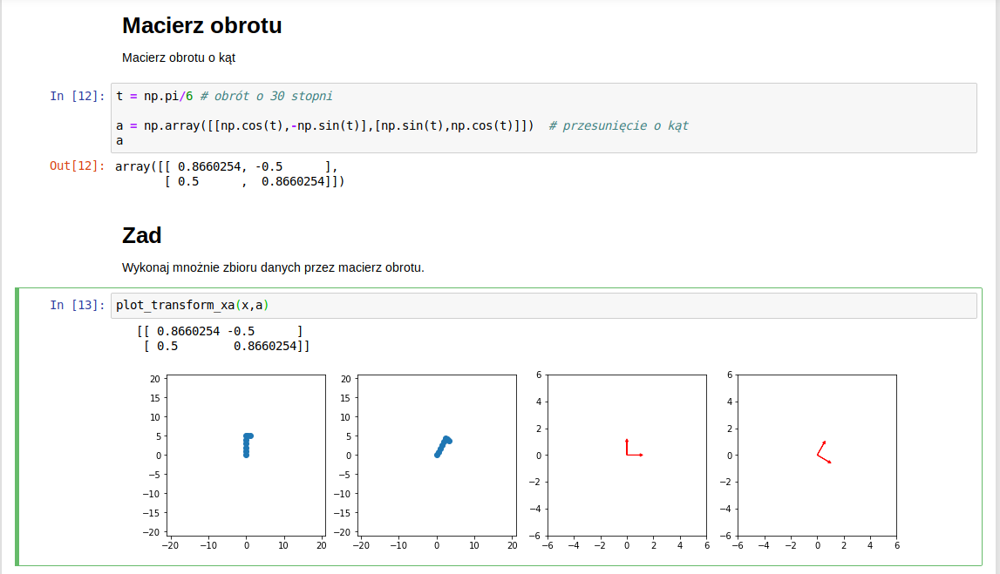 Macierz obrotu
Macierz obrotu o kąt
In [12]: t = np.pi/6 # obrót o 30 stopni
a = np.array([[np.cos(t),-np.sin(t)],[np.sin(t),np.cos(t)]]) # przesunięcie o kąt
a
Out[12]: array([[ 0.8660254, -0.5      ],
[ 0.5      ,  0.8660254]])
Zad
Wykonaj mnożnie zbioru danych przez macierz obrotu.
In [13]: plot_transform_xa(x,a)
[[ 0.8660254 -0.5      ]
[ 0.5        0.8660254]]
20
15
10
5
0
−5
−10
−15
−20
−20 −10 0 10 20
20
15
10
5
0
−5
−10
−15
−20
−20 −10 0 10 20
6
4
2
0
−2
−4
−6
−6 −4 −2 0 2 4 6
6
4
2
0
−2
−4
−6
−6 −4 −2 0 2 4 6